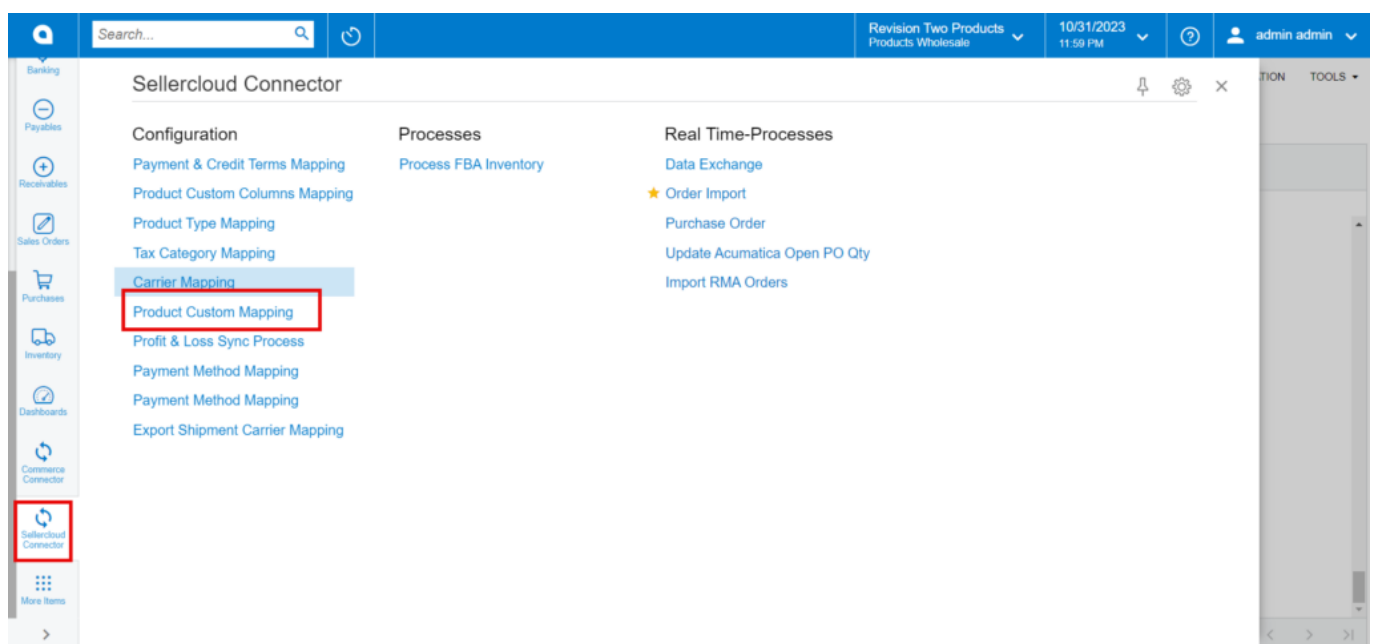 Search...
Revision Two Products
Products Wholesale
10/31/2023
11:59 PM
admin admin
Banking
Payables
Receivables
Sales Orders
Purchases
Inventory
Dashboards
Commerce
Connector
Sellercloud
Connector
More Items
Sellercloud Connector
TION
TOOLS
Configuration
Payment & Credit Terms Mapping
Product Custom Columns Mapping
Product Type Mapping
Tax Category Mapping
Carrier Mapping
Product Custom Mapping
Profit & Loss Sync Process
Payment Method Mapping
Payment Method Mapping
Export Shipment Carrier Mapping
Processes
Process FBA Inventory
Real Time-Processes
Data Exchange
Order Import
Purchase Order
Update Acumatica Open PO Qty
Import RMA Orders